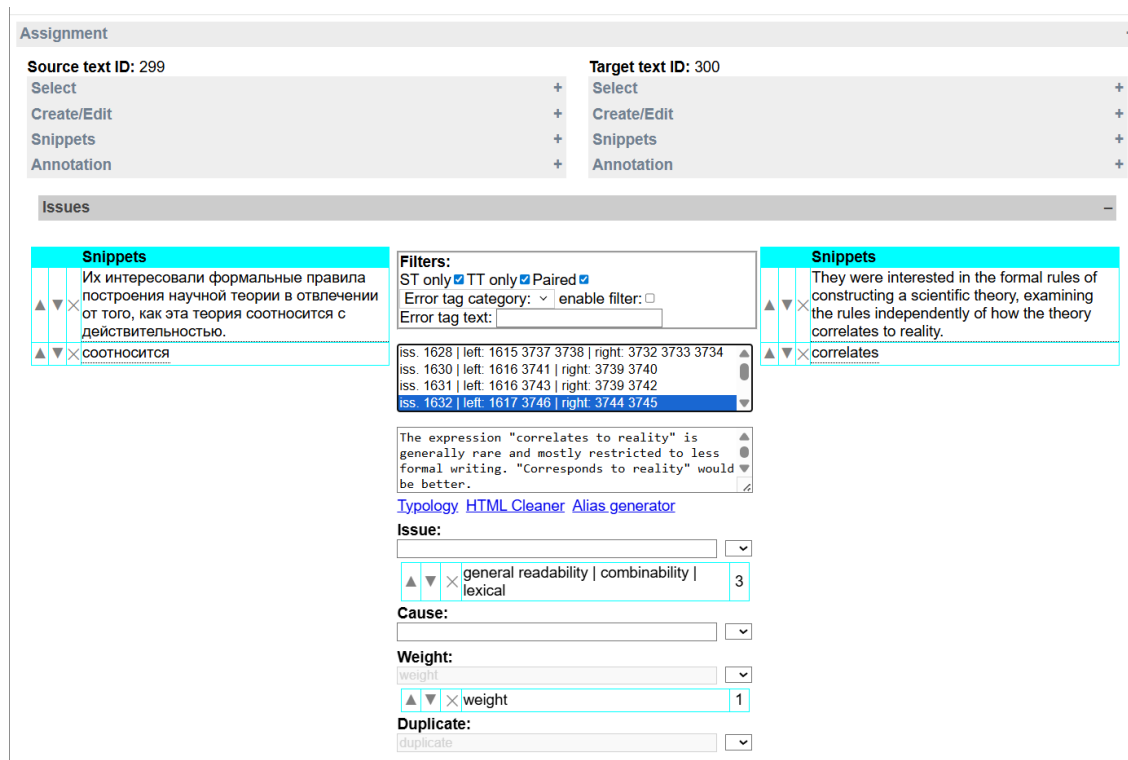 Assignment
Source text ID: 299
Target text ID: 300
Select +
Select +
Create/Edit +
Create/Edit +
Snippets +
Snippets +
Annotation +
Annotation +
Issues –
Snippets
Их интересовали формальные правила
построения научной теории в отвлечении
от того, как эта теория соотносится с
действительностью.
соотносится
Filters:
ST only TT only Paired
Error tag category: enable filter:
Error tag text:
iss. 1628 | left: 1615 3737 3738 | right: 3732 3733 3734
iss. 1630 | left: 1616 3741 | right: 3739 3740
iss. 1631 | left: 1616 3743 | right: 3739 3742
iss. 1632 | left: 1617 3746 | right: 3744 3745
The expression "correlates to reality" is
generally rare and mostly restricted to less
formal writing. "Corresponds to reality" would
be better.
Typology HTML Cleaner Alias generator
Issue:
general readability | combinability |
lexical
3
Cause:
Weight:
weight
weight 1
Duplicate:
duplicate
Snippets
They were interested in the formal rules of
constructing a scientific theory, examining
the rules independently of how the theory
correlates to reality.
correlates